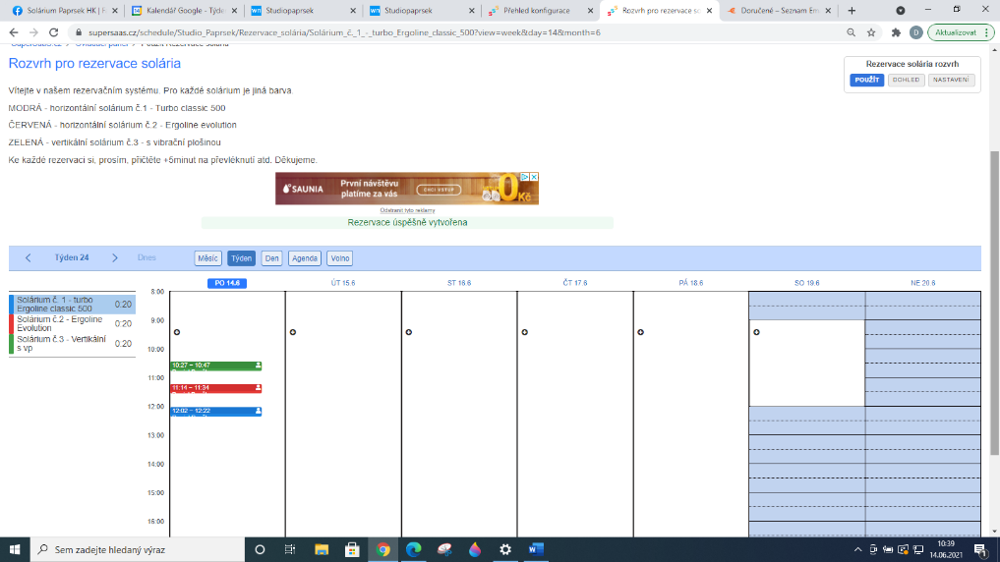 Solárium Paprsek HK | F
Kalendář Google - Týde
Studiopaprsek
Studiopaprsek
Přehled konfigurace
Rozvrh pro rezervace so
Doručené – Seznam Em
supersaas.cz/schedule/Studio_Paprsek/Rezervace_solária/Solárium_č._1_-_turbo_Ergoline_classic_500?view=week&day=14&month=6
D
Aktualizovat
Rozvrh pro rezervace solária
Rezervace solária rozvrh
POUŽÍT DOHLED NASTAVENÍ
Vítejte v našem rezervačním systému. Pro každé solárium je jiná barva.
MODRÁ - horizontální solárium č.1 - Turbo classic 500
ČERVENÁ - horizontální solárium č.2 - Ergoline evolution
ZELENÁ - vertikální solárium č.3 - s vibrační plošinou
Ke každé rezervaci si, prosím, přičtěte +5minut na převléknutí atd. Děkujeme.
SAUNIA
První návštěvu
platíme za vás
CHCI VSTUP
0Kč
Odstranit tyto reklamy
Rezervace úspěšně vytvořena
Týden 24 Dnes Měsíc Týden Den Agenda Volno
PO 14.6 ÚT 15.6 ST 16.6 ČT 17.6 PÁ 18.6 SO 19.6 NE 20.6
Solárium č. 1 - turbo
Ergoline classic 500
0:20
Solárium č.2 - Ergoline
Evolution
0:20
Solárium č.3 - Vertikální
s vp
0:20
8:00
9:00
10:00
10:27 – 10:47
11:00
11:14 – 11:34
12:00
12:02 – 12:22
13:00
14:00
15:00
16:00
Sem zadejte hledaný výraz
10:39
14.06.2021
1